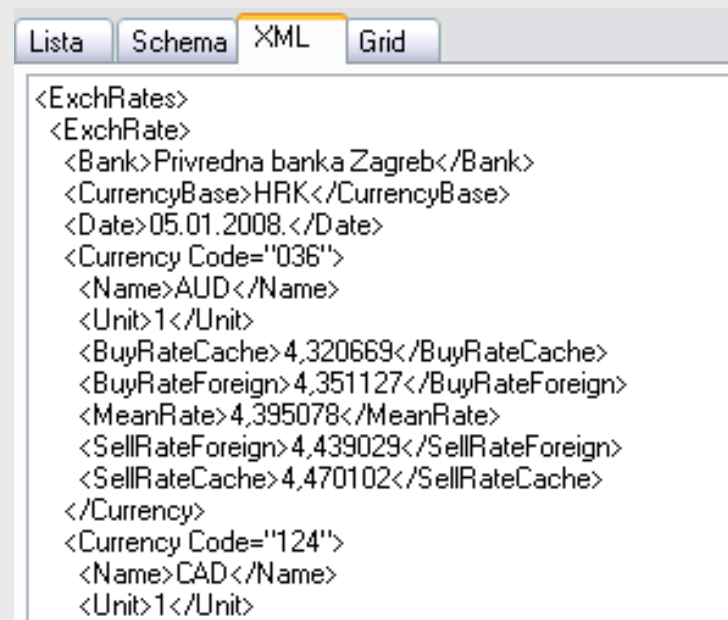 Lista Schema XML Grid
<ExchRates>
<ExchRate>
<Bank>Privredna banka Zagreb</Bank>
<CurrencyBase>HRK</CurrencyBase>
<Date>05.01.2008.</Date>
<Currency Code="036">
<Name>AUD</Name>
<Unit>1</Unit>
<BuyRateCache>4,320669</BuyRateCache>
<BuyRateForeign>4,351127</BuyRateForeign>
<MeanRate>4,395078</MeanRate>
<SellRateForeign>4,439029</SellRateForeign>
<SellRateCache>4,470102</SellRateCache>
</Currency>
<Currency Code="124">
<Name>CAD</Name>
<Unit>1</Unit>